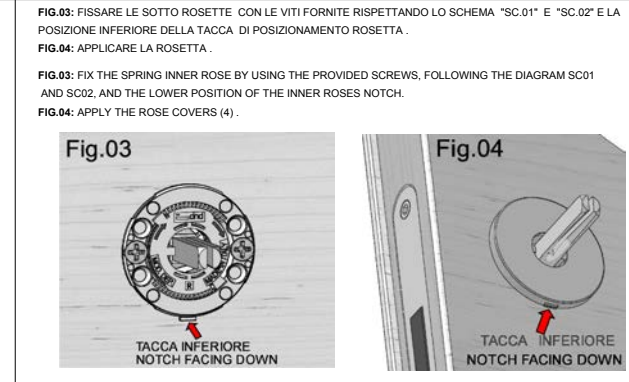 FIG.03: FISSARE LE SOTTO ROSETTE CON LE VITI FORNITE RISPETTANDO LO SCHEMA "SC.01" E "SC.02" E LA
POSIZIONE INFERIORE DELLA TACCA DI POSIZIONAMENTO ROSETTA .
FIG.04: APPLICARE LA ROSETTA .
FIG.03: FIX THE SPRING INNER ROSE BY USING THE PROVIDED SCREWS, FOLLOWING THE DIAGRAM SC01
AND SC02, AND THE LOWER POSITION OF THE INNER ROSES NOTCH.
FIG.04: APPLY THE ROSE COVERS (4) .
Fig.03
R
TACCA INFERIORE
NOTCH FACING DOWN
Fig.04
TACCA INFERIORE
NOTCH FACING DOWN